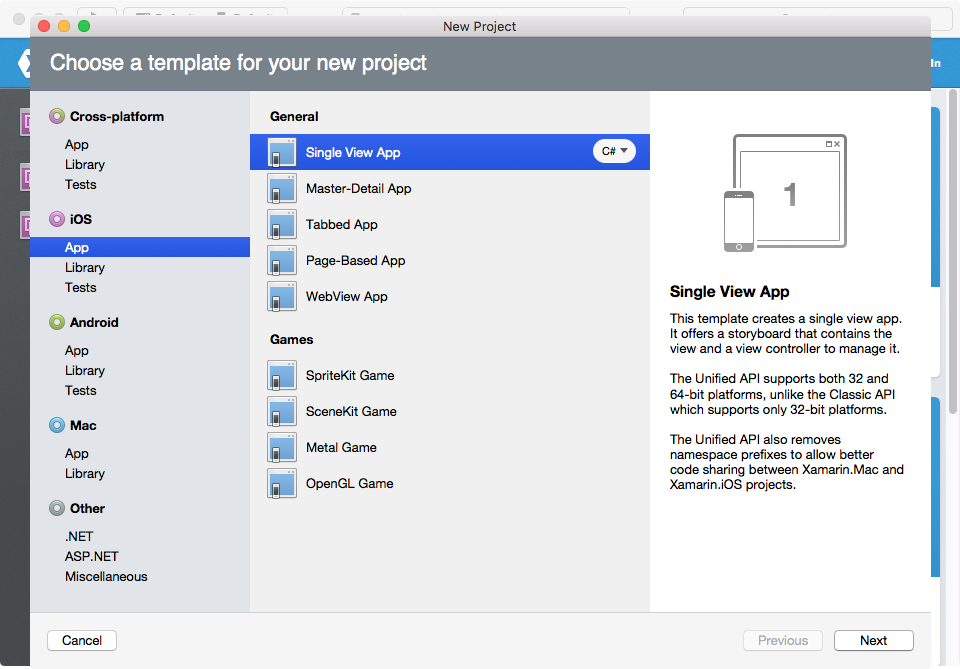 New Project
Choose a template for your new project
In
Cross-platform
App
Library
Tests
iOS
App
Library
Tests
Android
App
Library
Tests
Mac
App
Library
Other
.NET
ASP.NET
Miscellaneous
General
Single View App
C#
Master-Detail App
Tabbed App
Page-Based App
WebView App
Games
SpriteKit Game
SceneKit Game
Metal Game
OpenGL Game
1
Single View App
This template creates a single view app.
It offers a storyboard that contains the
view and a view controller to manage it.
The Unified API supports both 32 and
64-bit platforms, unlike the Classic API
which supports only 32-bit platforms.
The Unified API also removes
namespace prefixes to allow better
code sharing between Xamarin.Mac and
Xamarin.iOS projects.
Cancel
Previous
Next